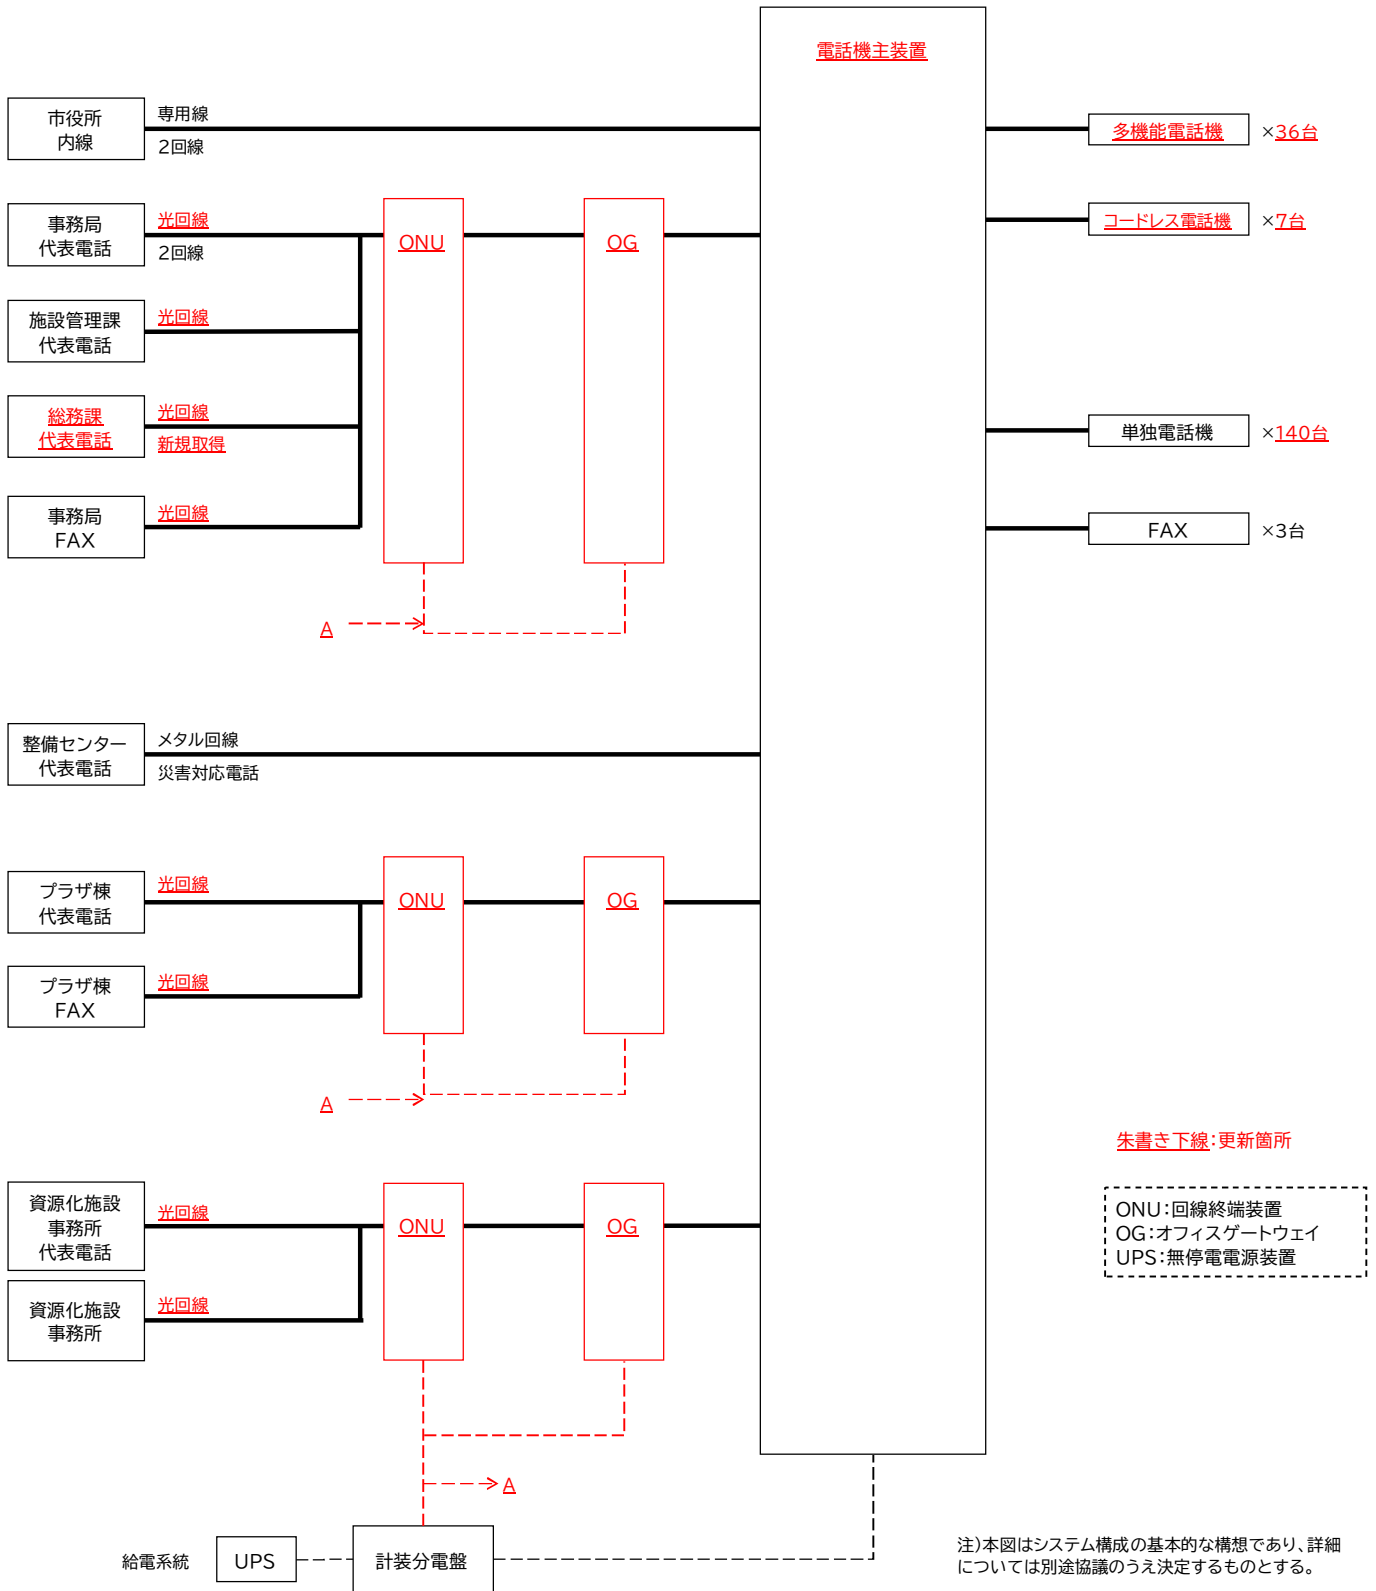 電話機主装置
市役所
内線
専用線
2回線
多機能電話機
×36台
事務局
代表電話
光回線
2回線
ONU
OG
コードレス電話機
×7台
施設管理課
代表電話
光回線
総務課
代表電話
光回線
新規取得
単独電話機
×140台
事務局
FAX
光回線
FAX
×3台
A
整備センター
代表電話
メタル回線
災害対応電話
プラザ棟
代表電話
光回線
ONU
OG
プラザ棟
FAX
光回線
A
朱書き下線:更新箇所
資源化施設
事務所
代表電話
光回線
ONU
OG
ONU:回線終端装置
OG:オフィスゲートウェイ
UPS:無停電電源装置
資源化施設
事務所
光回線
A
給電系統
UPS
計装分電盤
注)本図はシステム構成の基本的な構想であり、詳細
については別途協議のうえ決定するものとする。